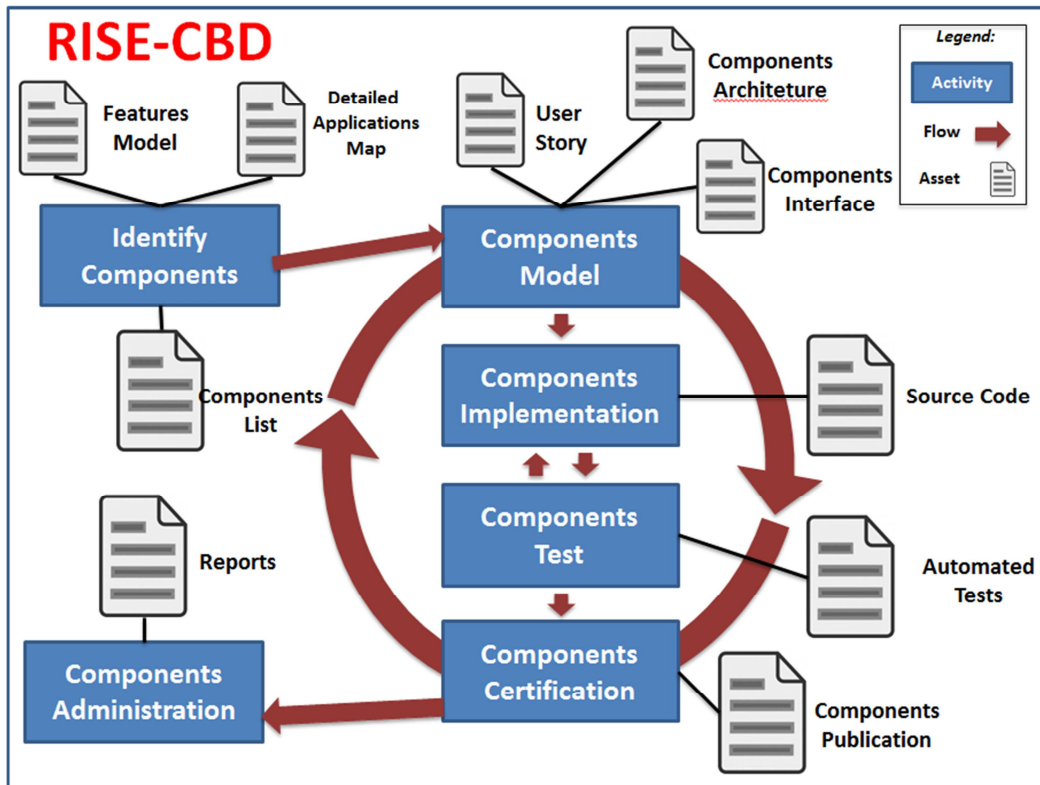 RISE-CBD
Features
Model
Detailed
Applications
Map
User
Story
Components
Architeture
Components
Interface
Legend:
Activity
Flow
Asset
Identify
Components
Components
Model
Components
List
Components
Implementation
Source Code
Components
Test
Automated
Tests
Reports
Components
Administration
Components
Certification
Components
Publication